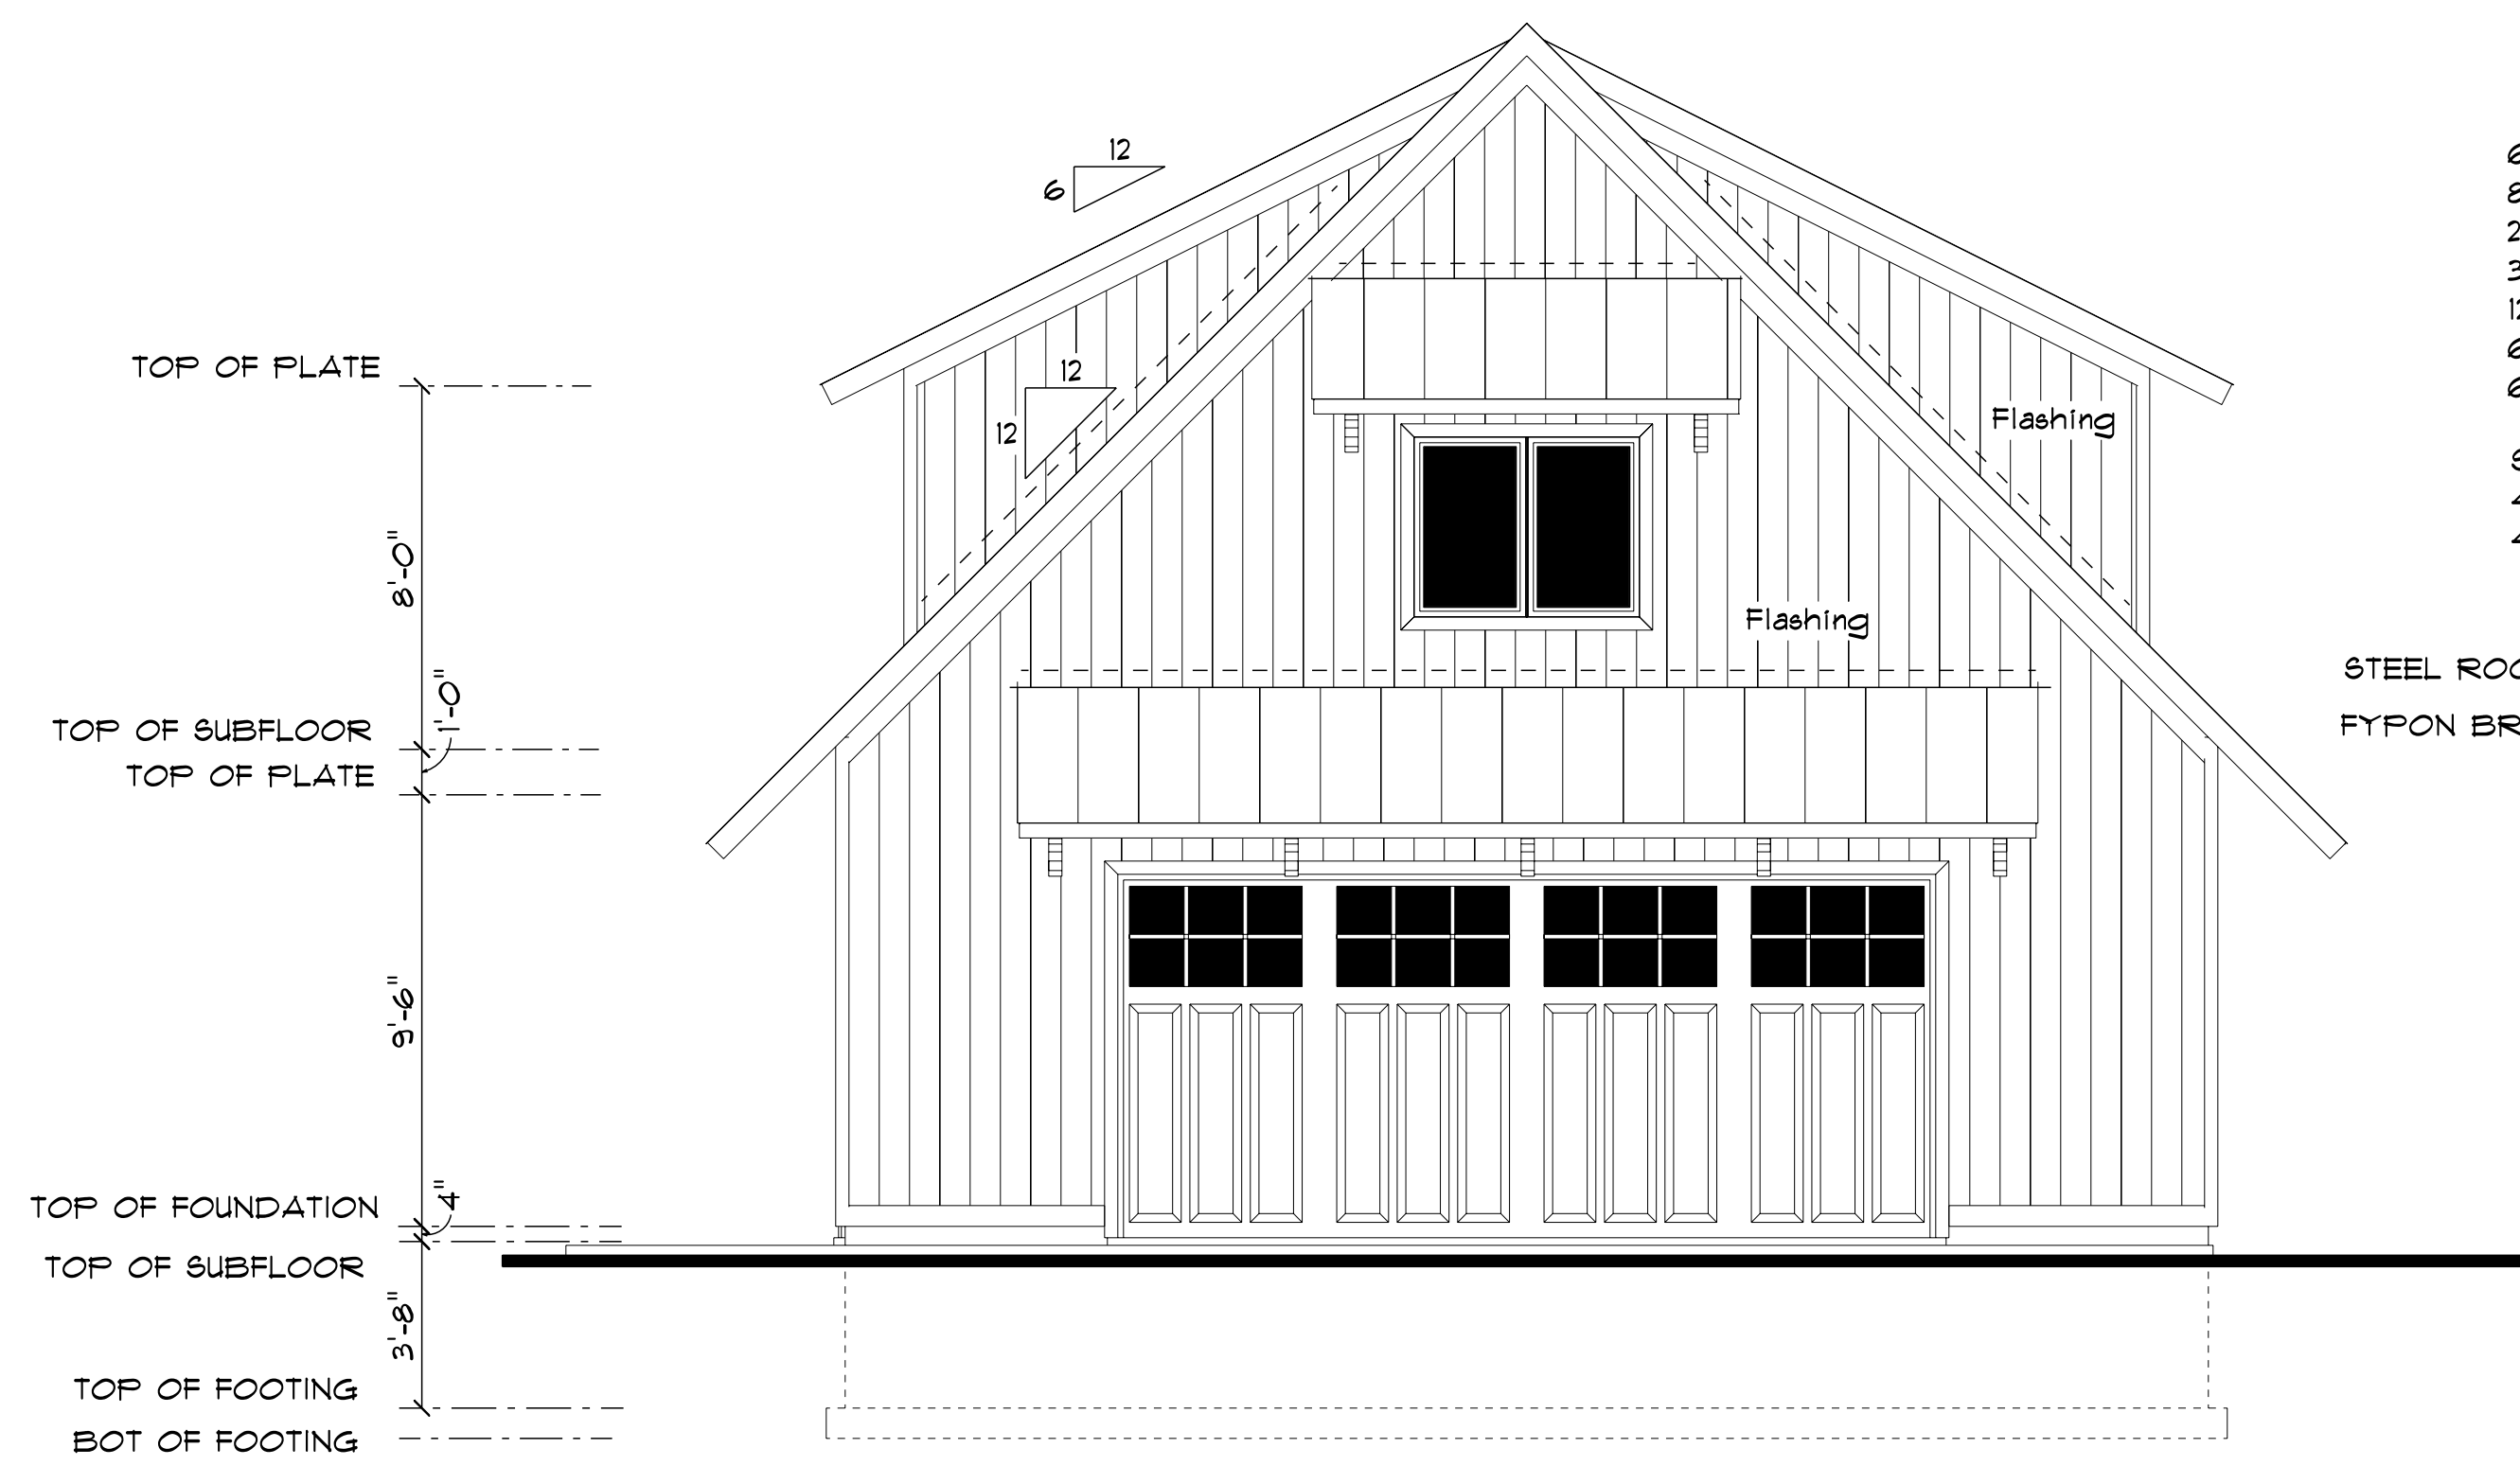 12
6
TOP OF PLATE
12
12
Flashing
8'-0"
Flashing
1'-0"
TOP OF SUBFLOOR
TOP OF PLATE
STEEL
FYPON
9'-6"
4"
TOP OF FOUNDATION
TOP OF SUBFLOOR
3'-8"
TOP OF FOOTING
BOT OF FOOTING